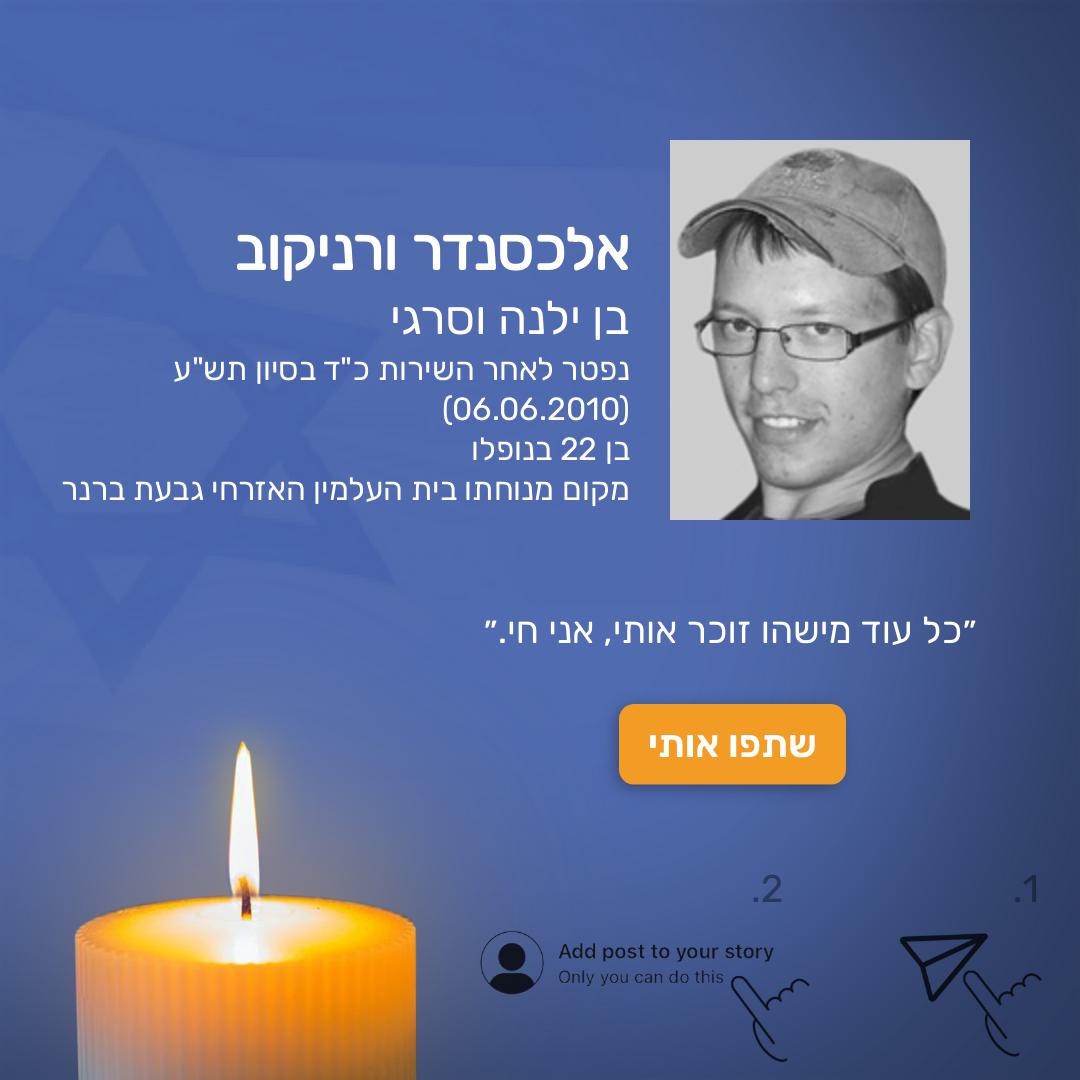 אלכסנדר ורניקוב
בן ילנה וסרגי
נפטר לאחר השירות כ"ד בסיון תש"ע
(06.06.2010)
בן 22 בנופלו
מקום מנוחתו בית העלמין האזרחי גבעת ברנר
״כל עוד מישהו זוכר אותי, אני חי.״
שתפו אותי
.1
.2
Add post to your story
Only you can do this